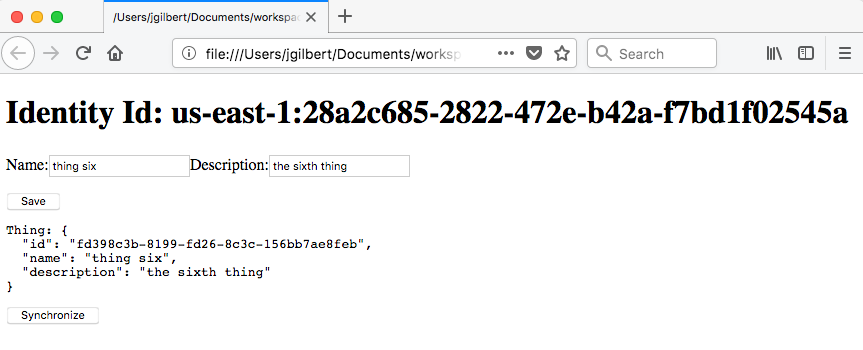 /Users/jgilbert/Documents/workspac
file:///Users/jgilbert/Documents/worksp
Search
Identity Id: us-east-1:28a2c685-2822-472e-b42a-f7bd1f02545a
Name: thing six Description: the sixth thing
Save
Thing: {
  "id": "fd398c3b-8199-fd26-8c3c-156bb7ae8feb",
  "name": "thing six",
  "description": "the sixth thing"
}
Synchronize